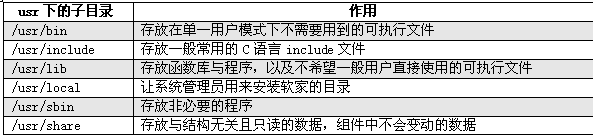 usr 下的子目录 作用
/usr/bin 存放在单一用户模式下不需要用到的可执行文件
/usr/include 存放一般常用的 C 语言 include 文件
/usr/lib 存放函数库与程序，以及不希望一般用户直接使用的可执行文件
/usr/local 让系统管理员用来安装软家的目录
/usr/sbin 存放非必要的程序
/usr/share 存放与结构无关且只读的数据，组件中不会变动的数据